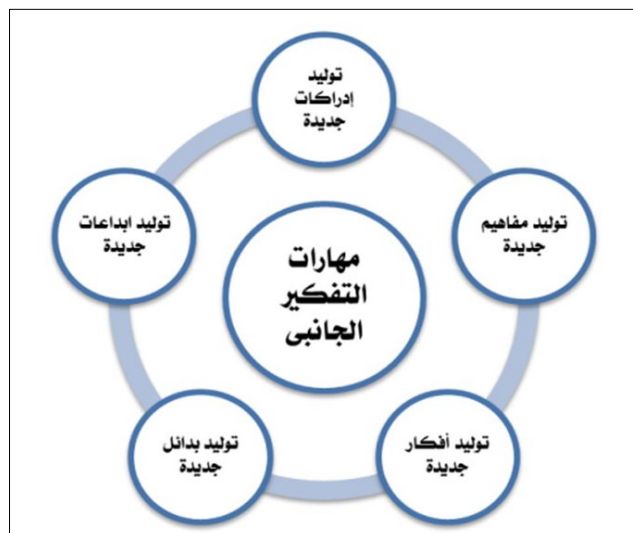 توليد
إدراكات
جديدة
توليد مفاهيم
جديدة
توليد أفكار
جديدة
توليد بدائل
جديدة
توليد ابداعات
جديدة
مهارات
التفكير
الجانبى